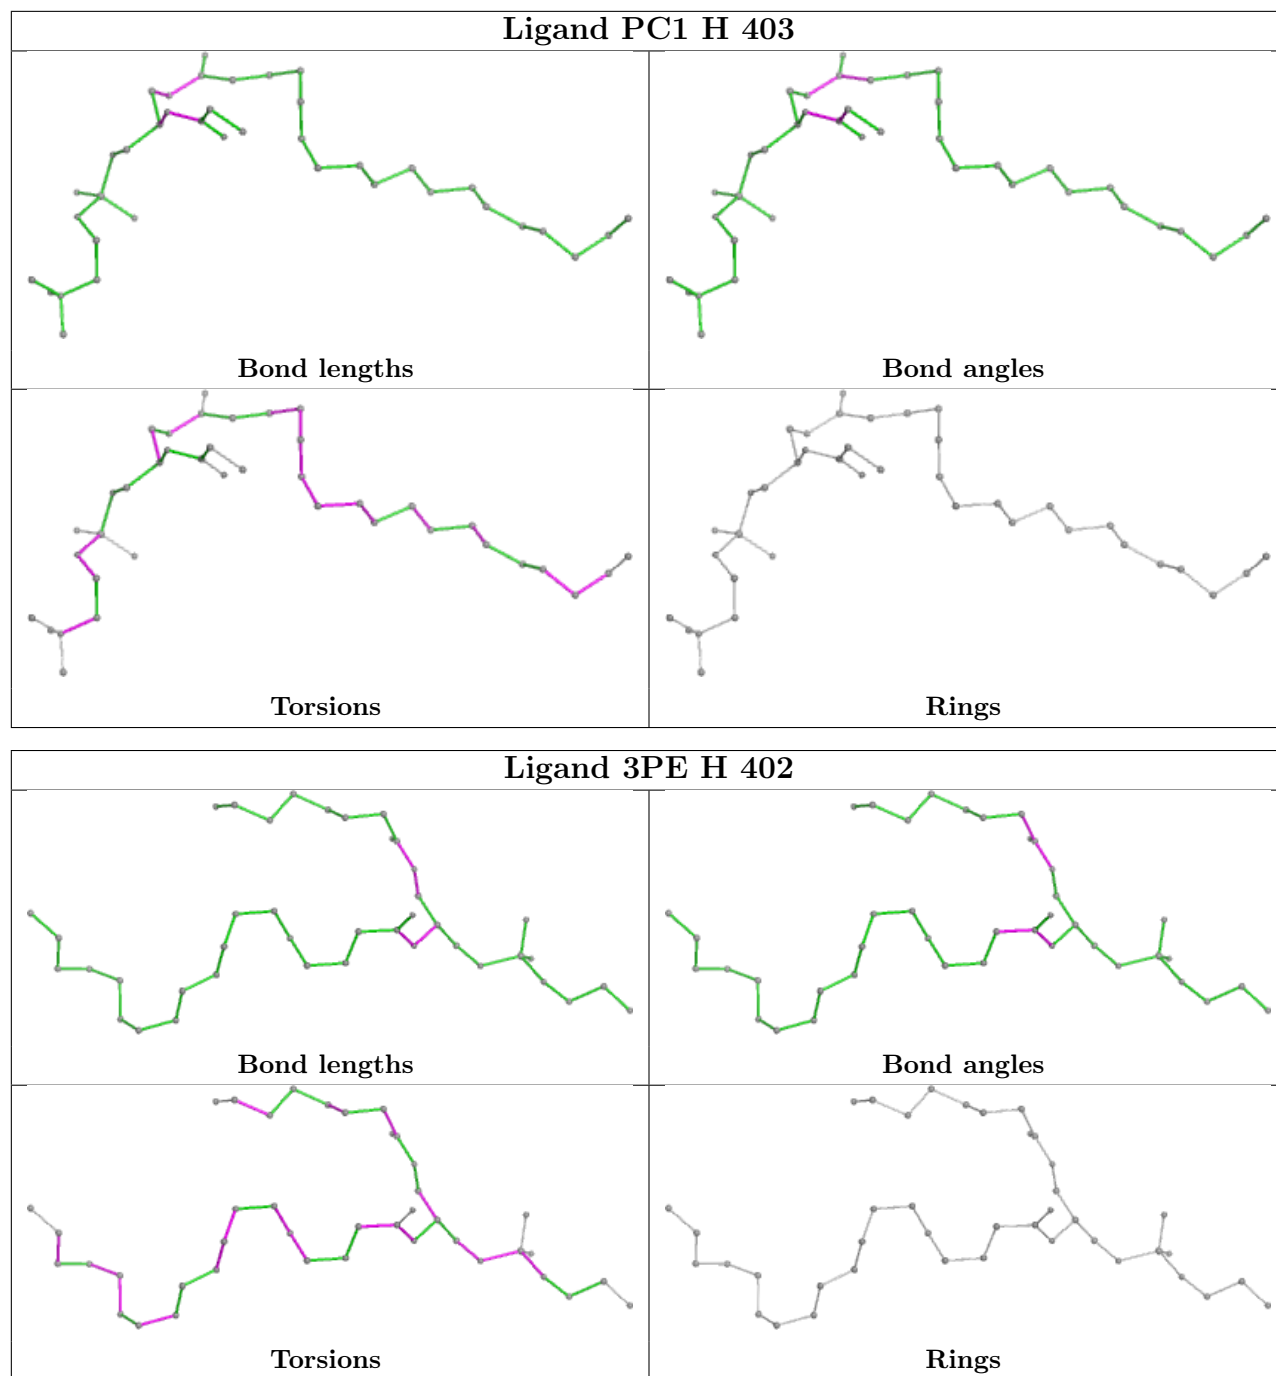 Ligand PC1 H 403
Bond lengths
Bond angles
Torsions
Rings
Ligand 3PE H 402
Bond lengths
Bond angles
Torsions
Rings